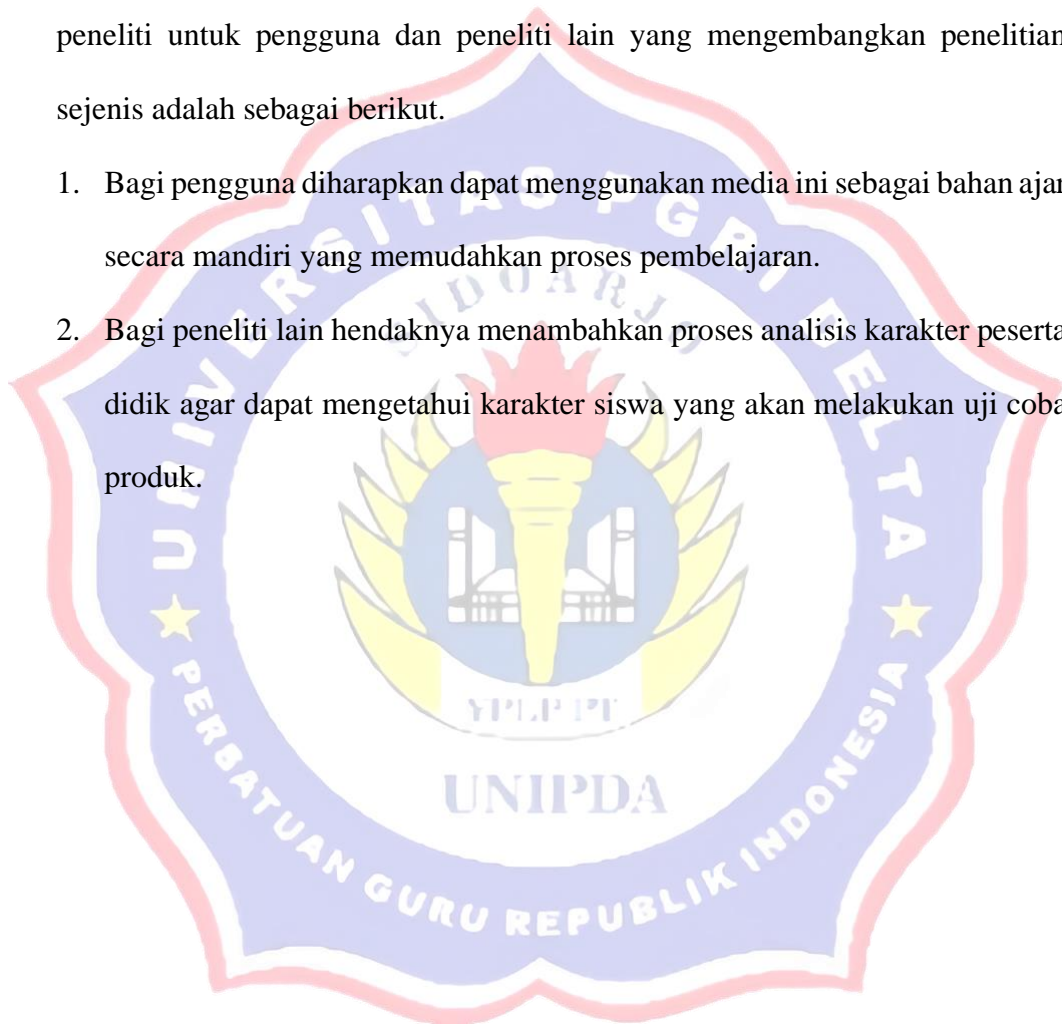 peneliti untuk pengguna dan peneliti lain yang mengembangkan penelitian
sejenis adalah sebagai berikut.
1. Bagi pengguna diharapkan dapat menggunakan media ini sebagai bahan ajar
secara mandiri yang memudahkan proses pembelajaran.
2. Bagi peneliti lain hendaknya menambahkan proses analisis karakter peserta
didik agar dapat mengetahui karakter siswa yang akan melakukan uji coba
produk.
UNIVERSITAS PGRI DELTA
SIDOARJO
YPLP PT
UNIPDA
PERBATUAN GURU REPUBLIK INDONESIA